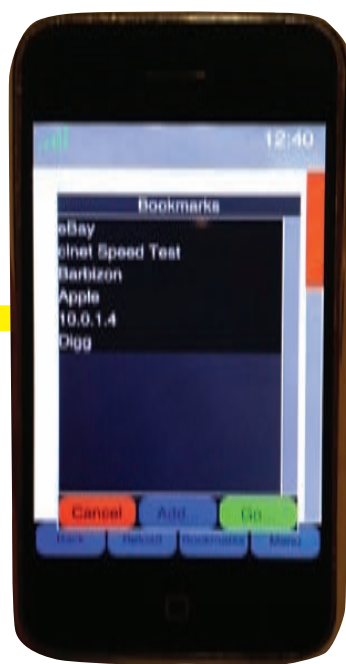 12:40
Bookmarks
eBay
clnet Speed Test
Barbizon
Apple
10.0.1.4
Digg
Cancel Add... Go...
Back Reload Bookmarks Menu